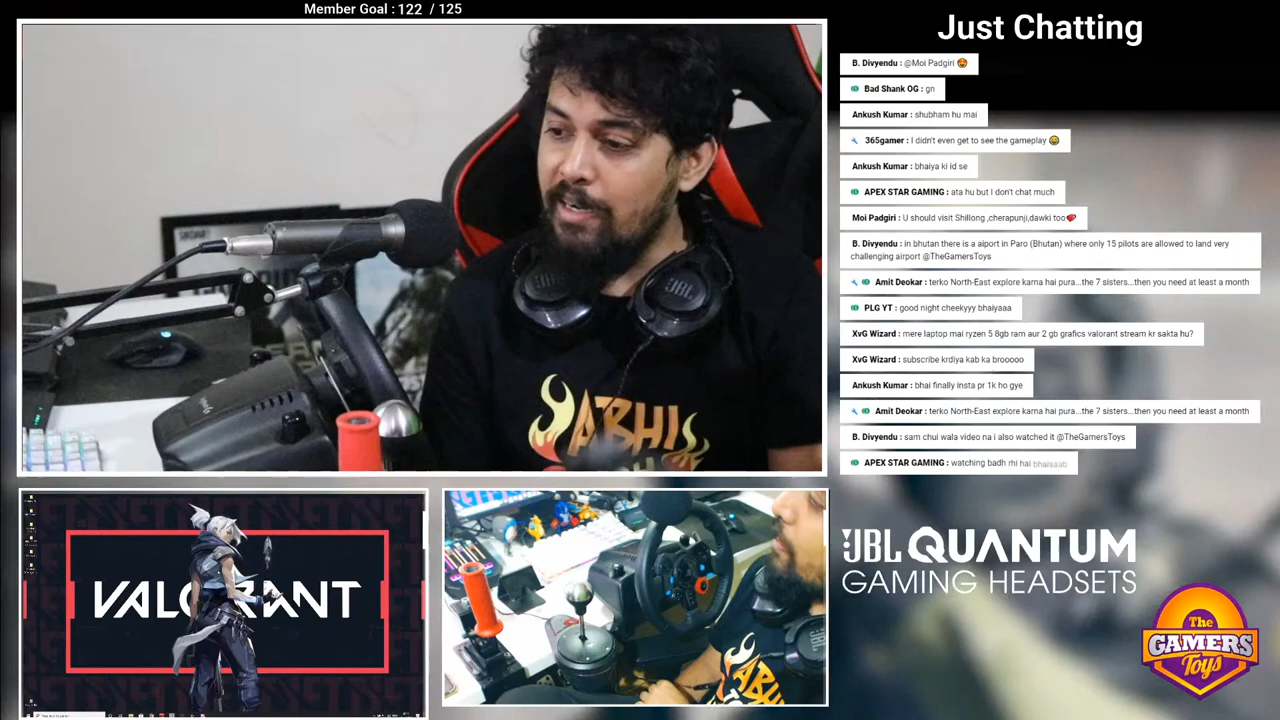 Member Goal : 122 / 125
Just Chatting
B. Divyendu : @Moi Padgiri 🤩
Bad Shank OG : gn
Ankush Kumar : shubham hu mai
365gamer : I didn't even get to see the gameplay 😂
Ankush Kumar : bhaiya ki id se
APEX STAR GAMING : ata hu but I don't chat much
Moi Padgiri : U should visit Shillong ,cherapunji,dawki too
B. Divyendu : in bhutan there is a aiport in Paro (Bhutan) where only 15 pilots are allowed to land very
challenging airport @TheGamersToys
Amit Deokar : terko North-East explore karna hai pura...the 7 sisters...then you need at least a month
PLG YT : good night cheekyy bhaiyaaa
XvG Wizard : mere laptop mai ryzen 5 8gb ram aur 2 gb grafics valorant stream kr sakta hu?
XvG Wizard : subscribe krdiya kab ka brooooo
Ankush Kumar : bhai finally insta pr 1k ho gye
Amit Deokar : terko North-East explore karna hai pura...the 7 sisters...then you need at least a month
B. Divyendu : sam chui wala video na i also watched it @TheGamersToys
APEX STAR GAMING : watching badh rhi hai bhaisaab
JBL
ABHI
VALORANT
ABHI
JBL QUANTUM
GAMING HEADSETS
The
GAMERS
Toys